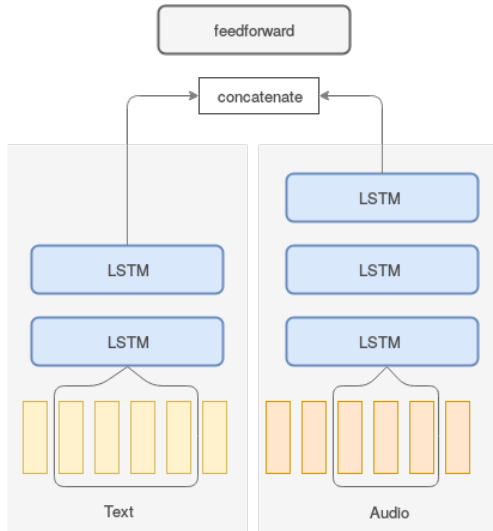 feedforward
concatenate
LSTM
LSTM
LSTM
LSTM
LSTM
Text
Audio